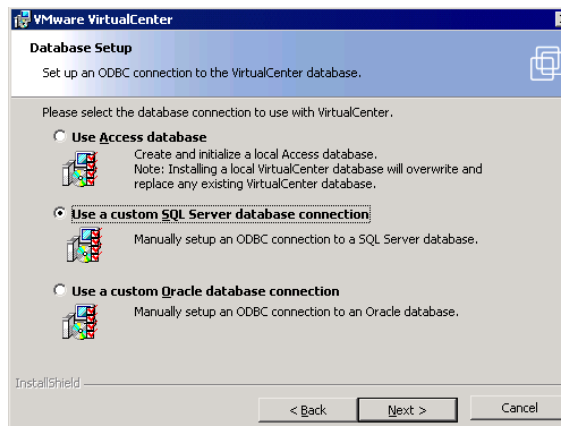 VMware VirtualCenter
Database Setup
Set up an ODBC connection to the VirtualCenter database.
Please select the database connection to use with VirtualCenter.
Use Access database
Create and initialize a local Access database.
Note: Installing a local VirtualCenter database will overwrite and
replace any existing VirtualCenter database.
Use a custom SQL Server database connection
Manually setup an ODBC connection to a SQL Server database.
Use a custom Oracle database connection
Manually setup an ODBC connection to an Oracle database.
InstallShield
< Back Next > Cancel